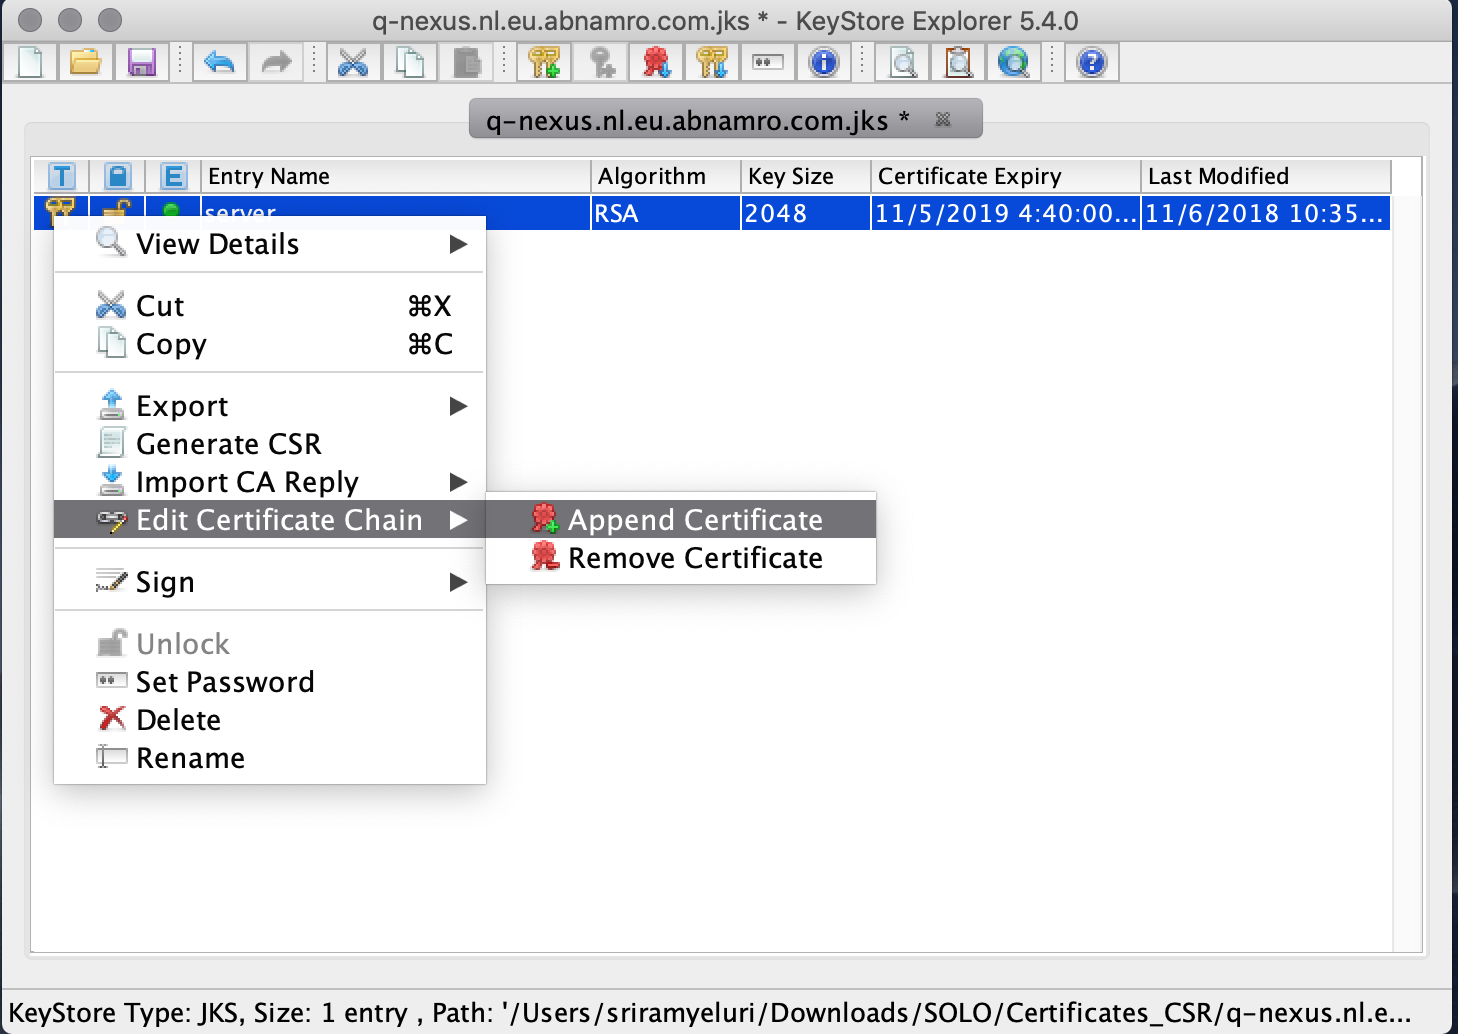 q-nexus.nl.eu.abnamro.com.jks * - KeyStore Explorer 5.4.0
q-nexus.nl.eu.abnamro.com.jks *
T E Entry Name Algorithm Key Size Certificate Expiry Last Modified
server RSA 2048 11/5/2019 4:40:00... 11/6/2018 10:35...
View Details
Cut ⌘X
Copy ⌘C
Export
Generate CSR
Import CA Reply
Edit Certificate Chain
Append Certificate
Remove Certificate
Sign
Unlock
Set Password
Delete
Rename
KeyStore Type: JKS, Size: 1 entry , Path: '/Users/sriramyeluri/Downloads/SOLO/Certificates_CSR/q-nexus.nl.e...